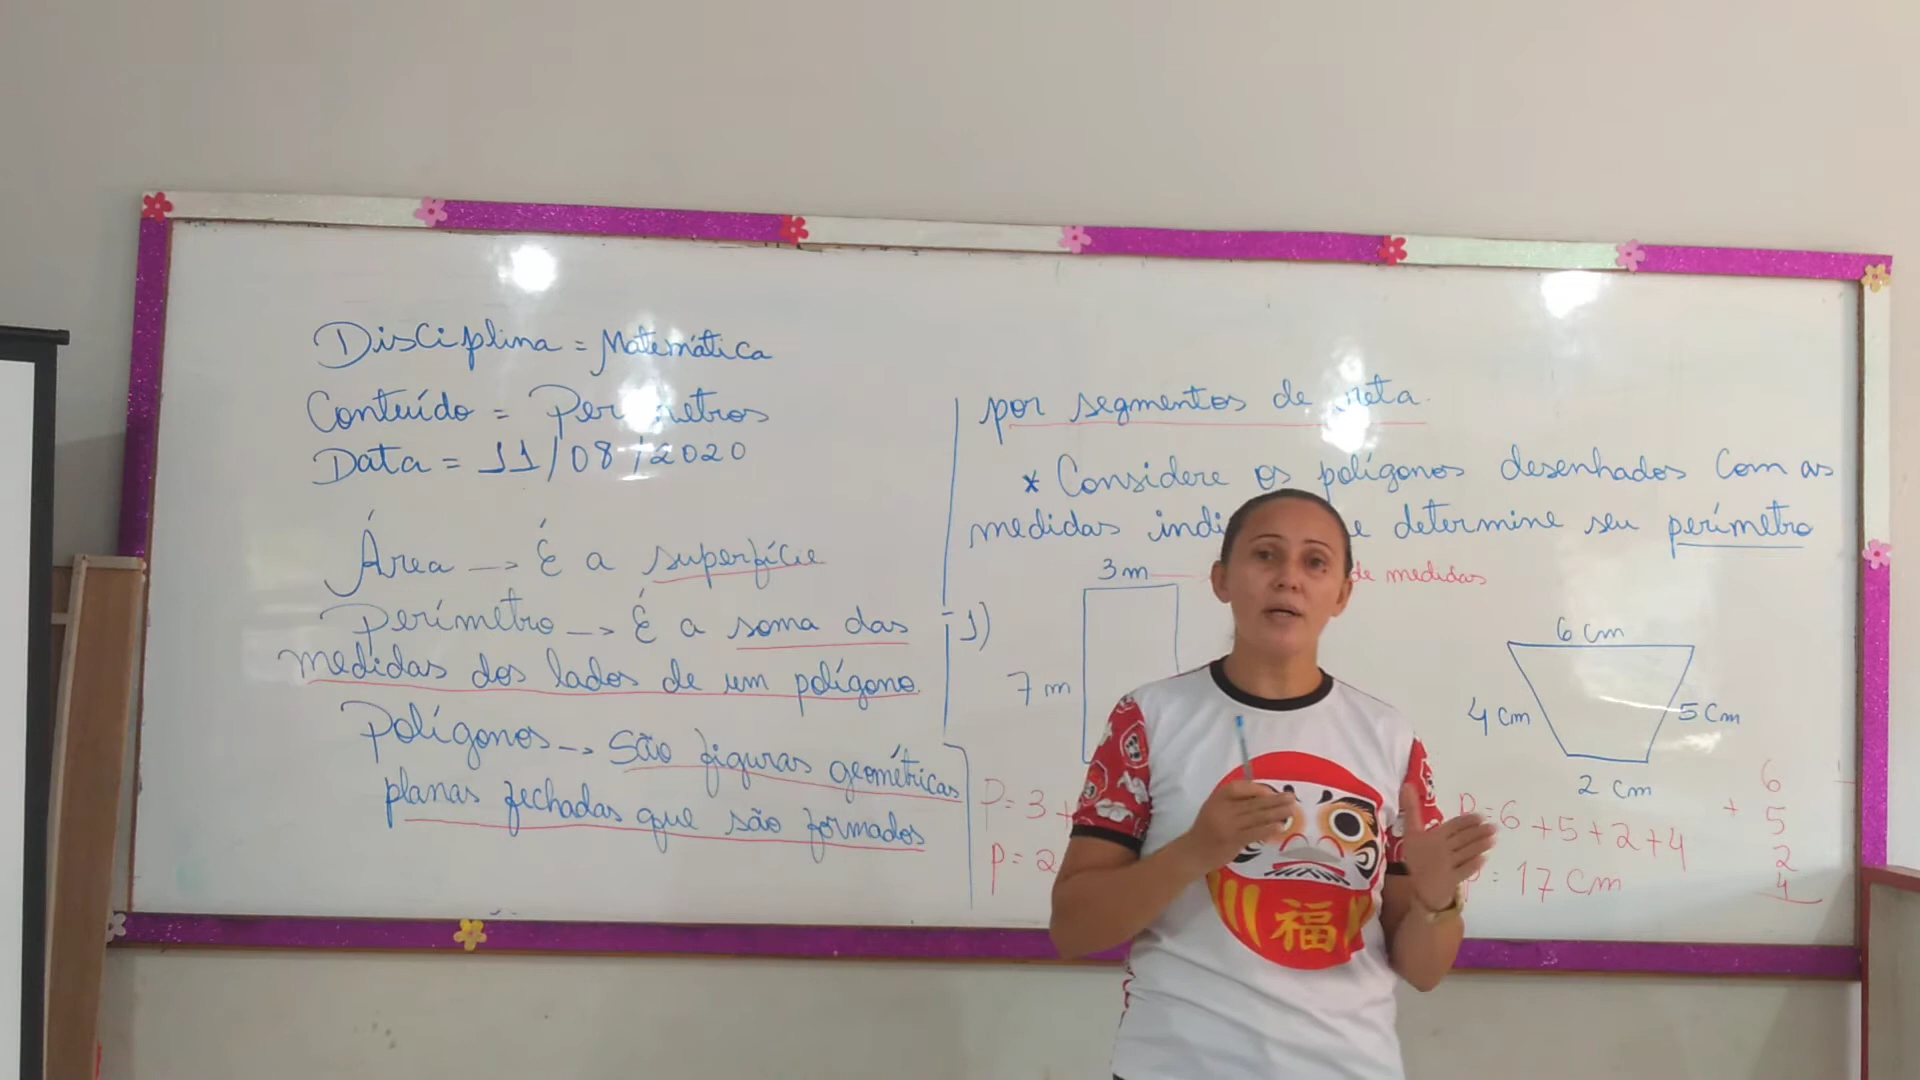 Disciplina = Matemática
Conteúdo = Perímetros
Data = 11/08/2020
Área -> É a superfície
Perímetro -> É a soma das
medidas dos lados de um polígono.
Polígonos -> São figuras geométricas
planas fechadas que são formados
por segmentos de reta.
* Considere os polígonos desenhados com as
medidas indi e determine seu perímetro
3m de medidas
1)
7 m
P= 3 +
P= 2
6 cm
4 cm 5 cm
2 cm
P=6 +5+2+4
P= 17 cm
6
+ 5
2
4
福